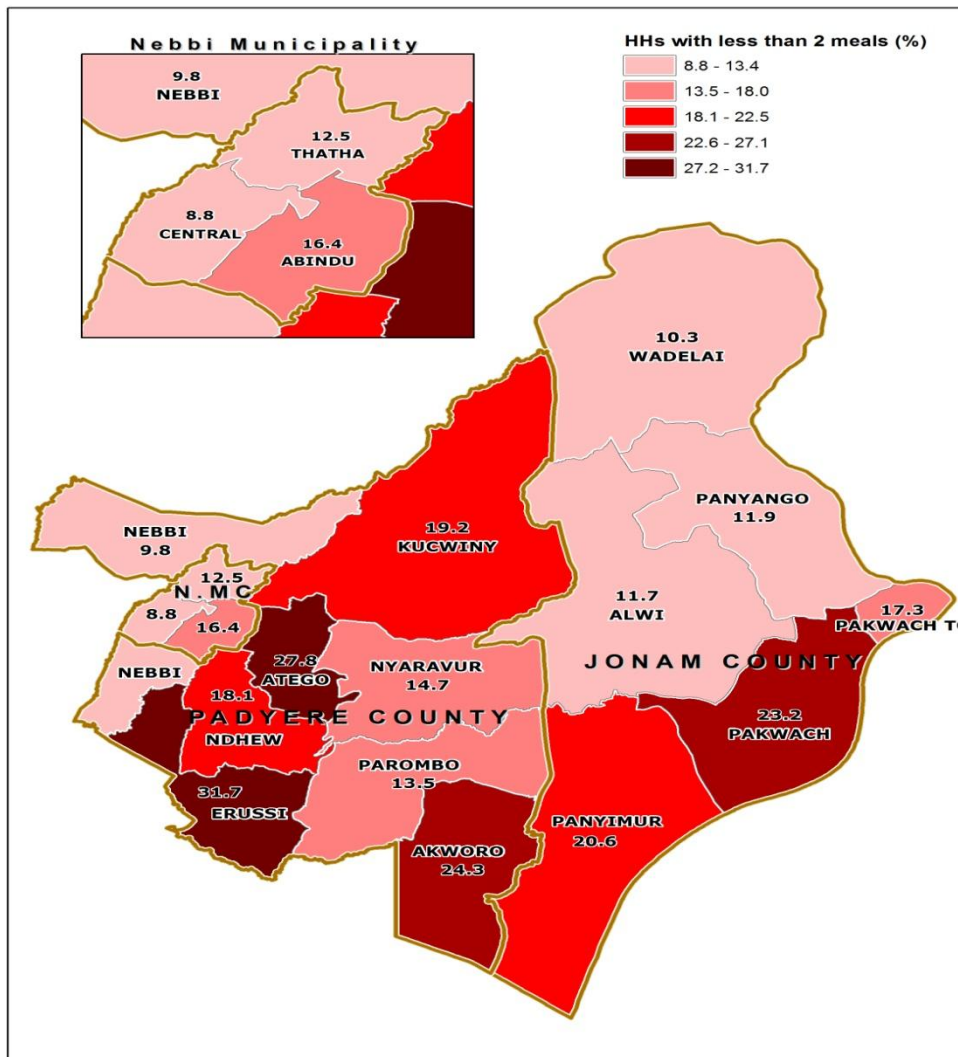 Nebbi Municipality
9.8
NEBBI
12.5
THATHA
8.8
CENTRAL
16.4
ABINDU
HHs with less than 2 meals (%)
8.8 - 13.4
13.5 - 18.0
18.1 - 22.5
22.6 - 27.1
27.2 - 31.7
10.3
WADELAI
PANYANGO
11.9
19.2
KUCWINY
NEBBI
9.8
12.5
N.MC
8.8
16.4
11.7
ALWI
17.3
PAKWACH TC
JONAM COUNTY
NEBBI
27.8
ATEGO
NYARAVUR
14.7
18.1
PADYERE COUNTY
NDHEW
23.2
PAKWACH
PAROMBO
13.5
31.7
ERUSSI
PANYIMUR
20.6
AKWORO
24.3